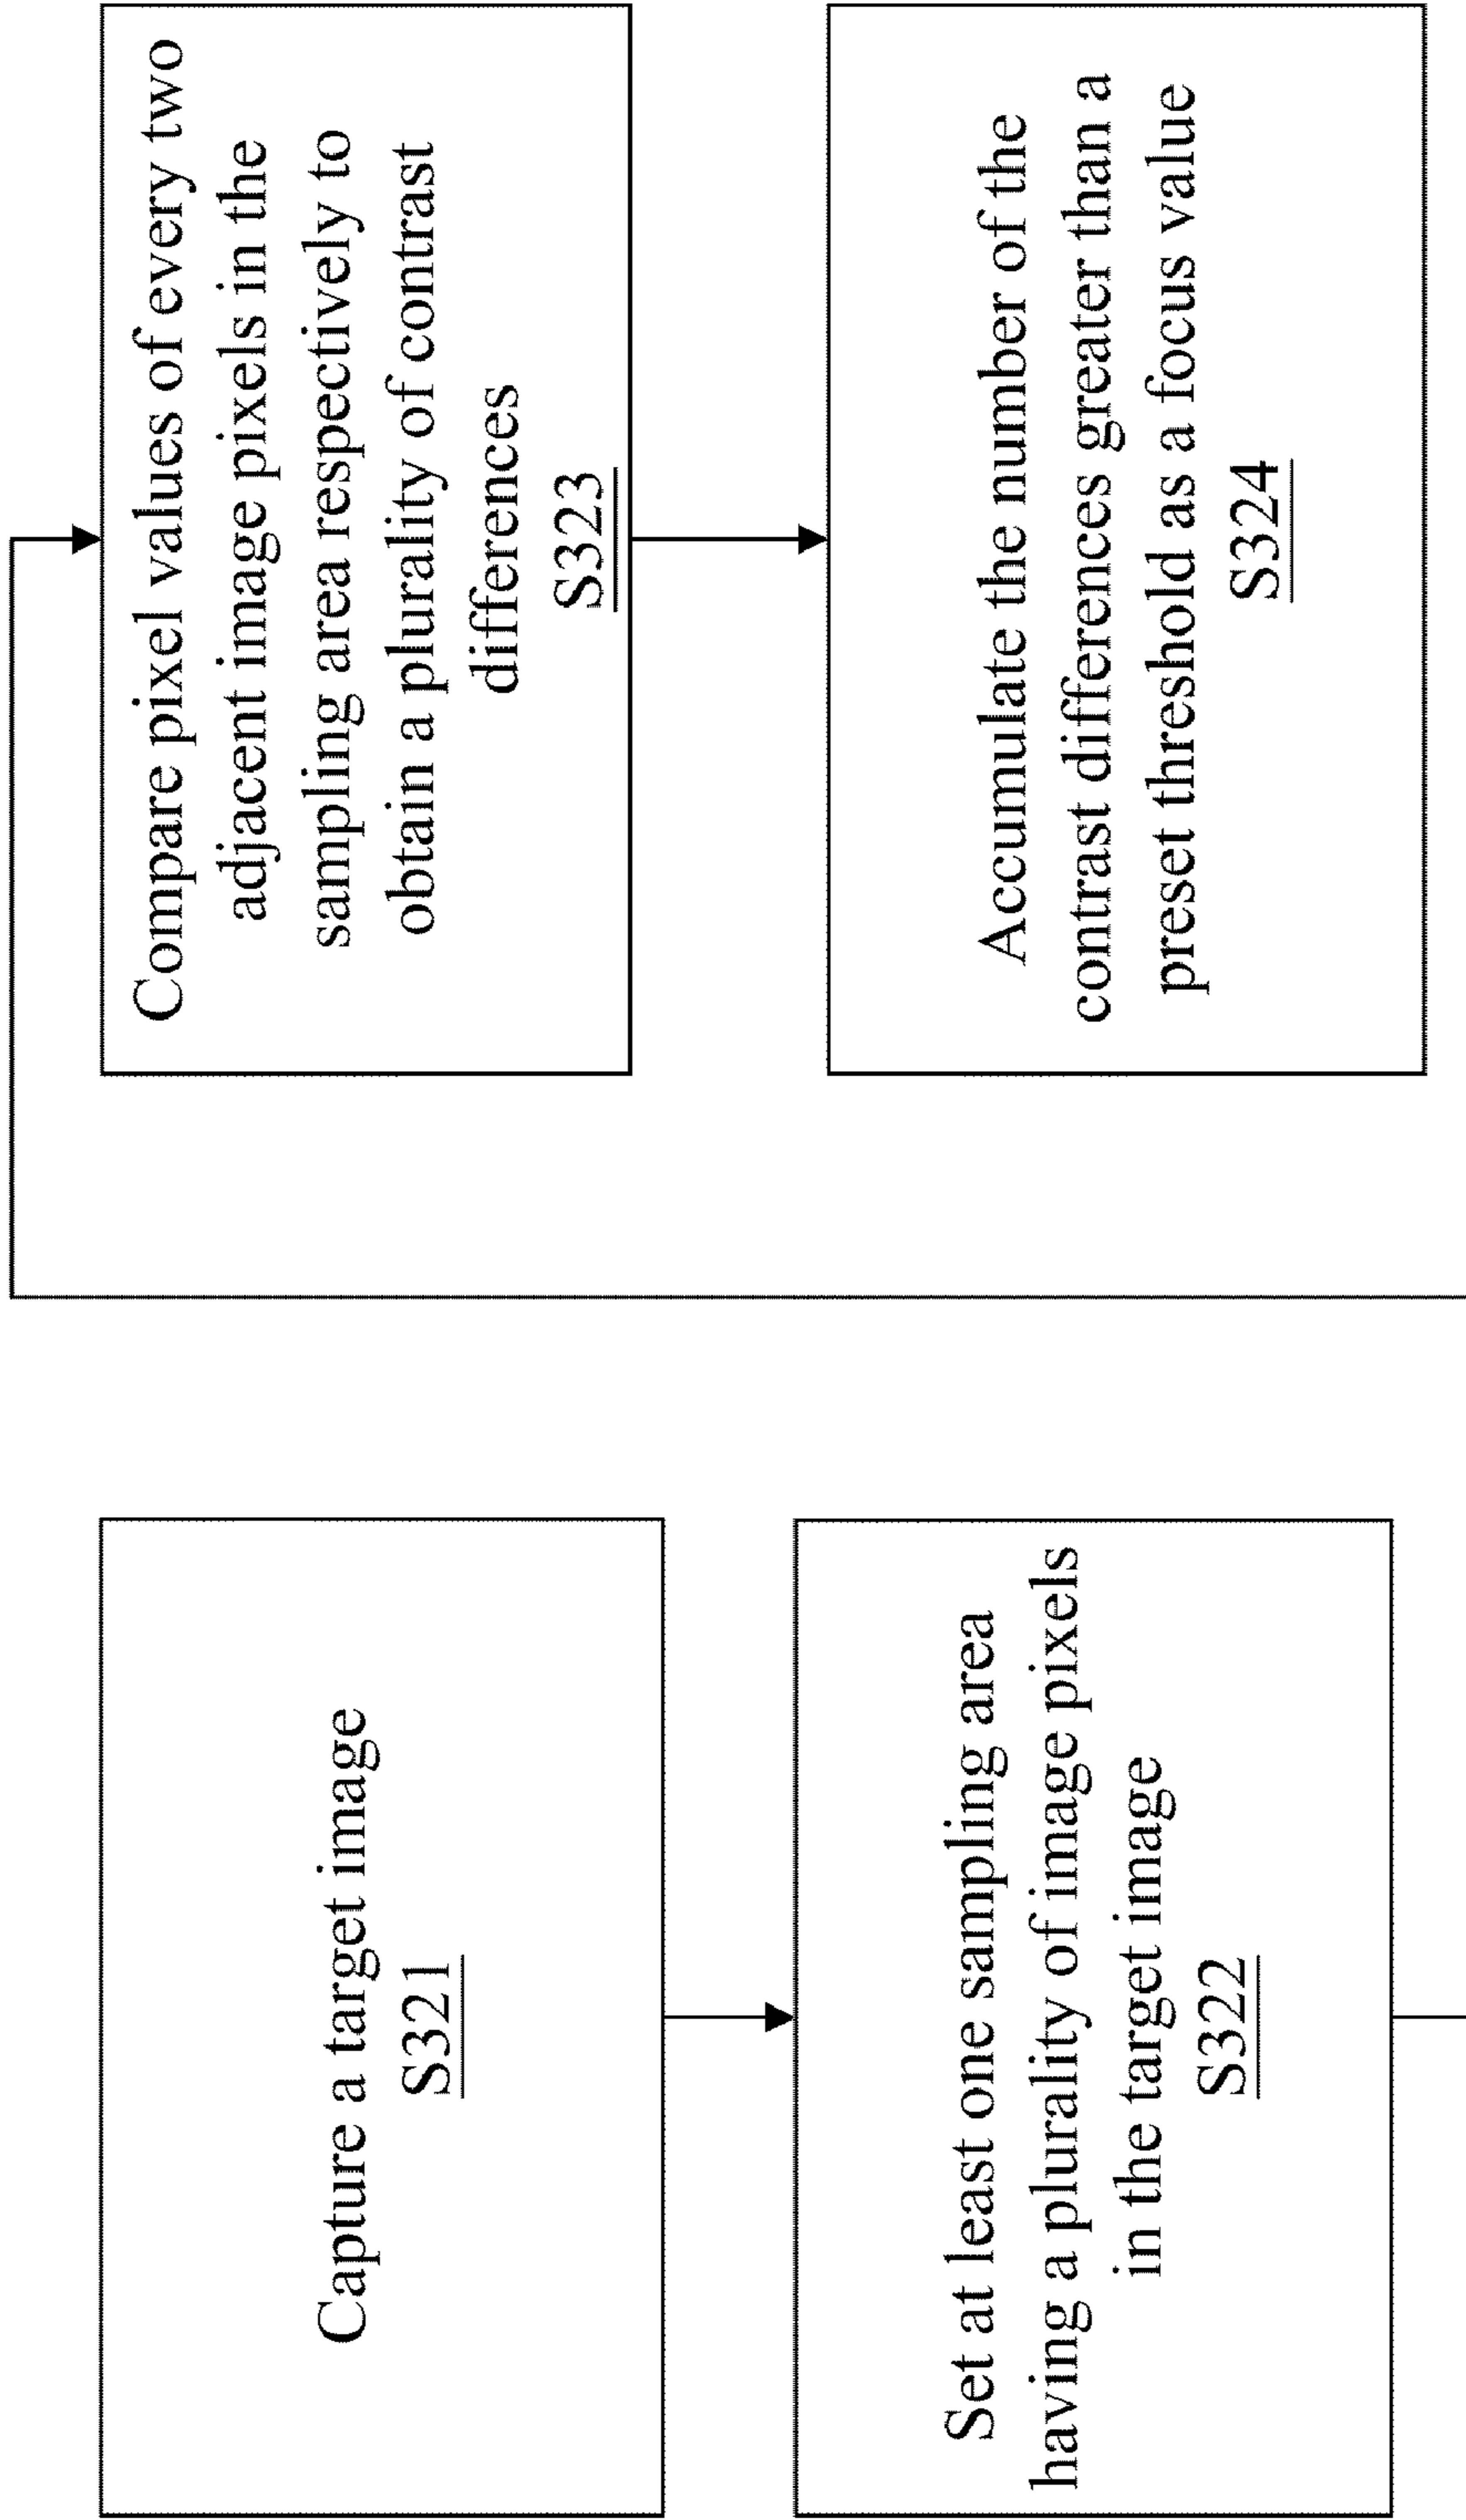 Capture a target image
S321
Set at least one sampling area
having a plurality of image pixels
in the target image
S322
Compare pixel values of every two
adjacent image pixels in the
sampling area respectively to
obtain a plurality of contrast
differences
S323
Accumulate the number of the
contrast differences greater than a
preset threshold as a focus value
S324